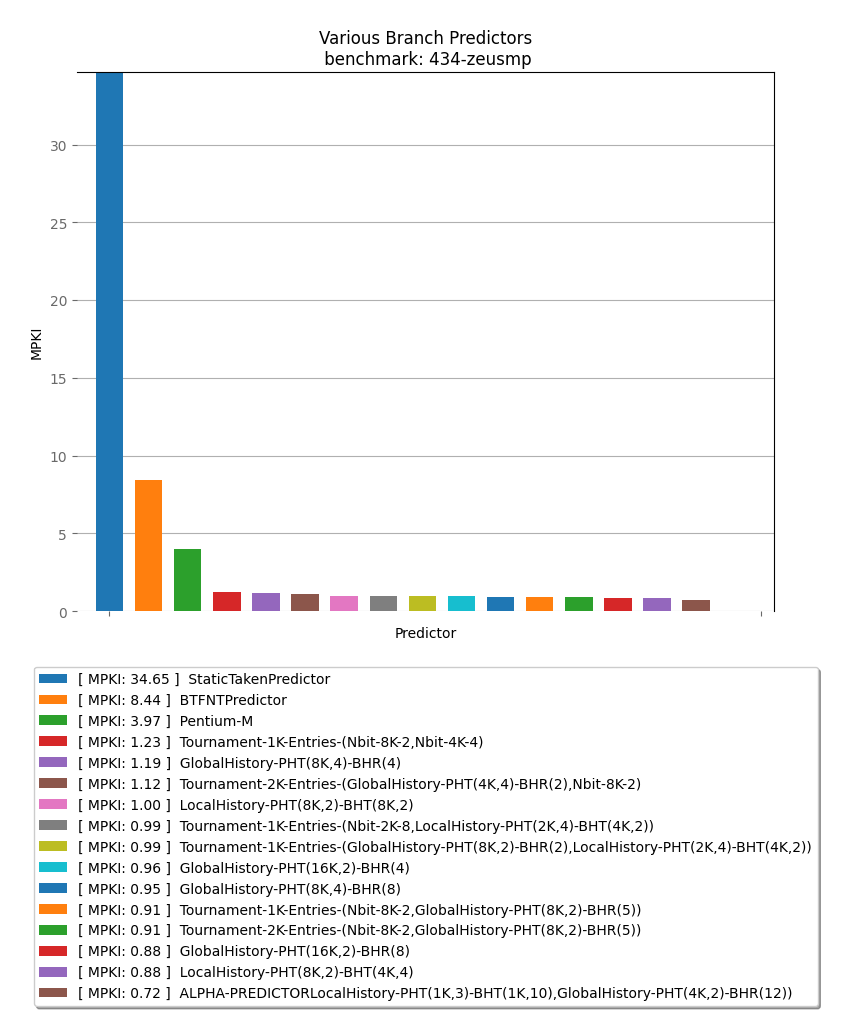 Various Branch Predictors
benchmark: 434-zeusmp
30
25
20
15
10
5
0
MPKI
Predictor
[ MPKI: 34.65 ]  StaticTakenPredictor
[ MPKI: 8.44 ]  BTFNTPredictor
[ MPKI: 3.97 ]  Pentium-M
[ MPKI: 1.23 ]  Tournament-1K-Entries-(Nbit-8K-2,Nbit-4K-4)
[ MPKI: 1.19 ]  GlobalHistory-PHT(8K,4)-BHR(4)
[ MPKI: 1.12 ]  Tournament-2K-Entries-(GlobalHistory-PHT(4K,4)-BHR(2),Nbit-8K-2)
[ MPKI: 1.00 ]  LocalHistory-PHT(8K,2)-BHT(8K,2)
[ MPKI: 0.99 ]  Tournament-1K-Entries-(Nbit-2K-8,LocalHistory-PHT(2K,4)-BHT(4K,2))
[ MPKI: 0.99 ]  Tournament-1K-Entries-(GlobalHistory-PHT(8K,2)-BHR(2),LocalHistory-PHT(2K,4)-BHT(4K,2))
[ MPKI: 0.96 ]  GlobalHistory-PHT(16K,2)-BHR(4)
[ MPKI: 0.95 ]  GlobalHistory-PHT(8K,4)-BHR(8)
[ MPKI: 0.91 ]  Tournament-1K-Entries-(Nbit-8K-2,GlobalHistory-PHT(8K,2)-BHR(5))
[ MPKI: 0.91 ]  Tournament-2K-Entries-(Nbit-8K-2,GlobalHistory-PHT(8K,2)-BHR(5))
[ MPKI: 0.88 ]  GlobalHistory-PHT(16K,2)-BHR(8)
[ MPKI: 0.88 ]  LocalHistory-PHT(8K,2)-BHT(4K,4)
[ MPKI: 0.72 ]  ALPHA-PREDICTORLocalHistory-PHT(1K,3)-BHT(1K,10),GlobalHistory-PHT(4K,2)-BHR(12))